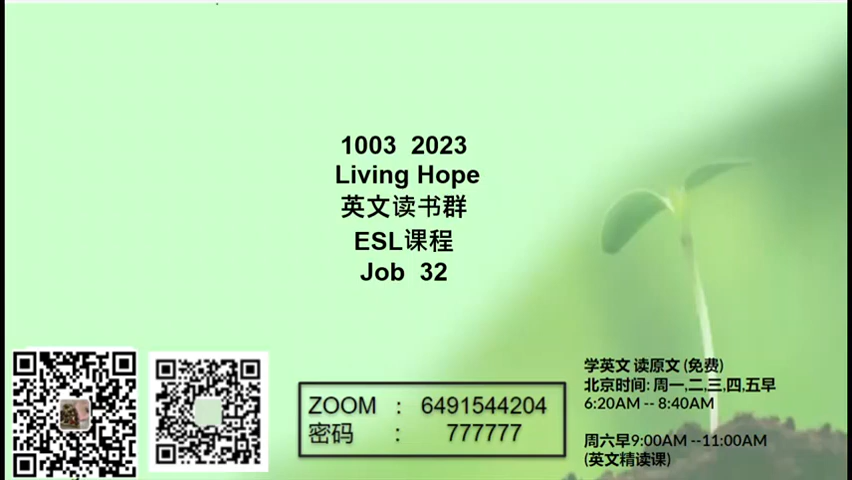 1003 2023
Living Hope
英文读书群
ESL课程
Job 32
ZOOM : 6491544204
密码 : 777777
学英文 读原文 (免费)
北京时间: 周一,二,三,四,五早
6:20AM -- 8:40AM
周六早9:00AM --11:00AM
(英文精读课)